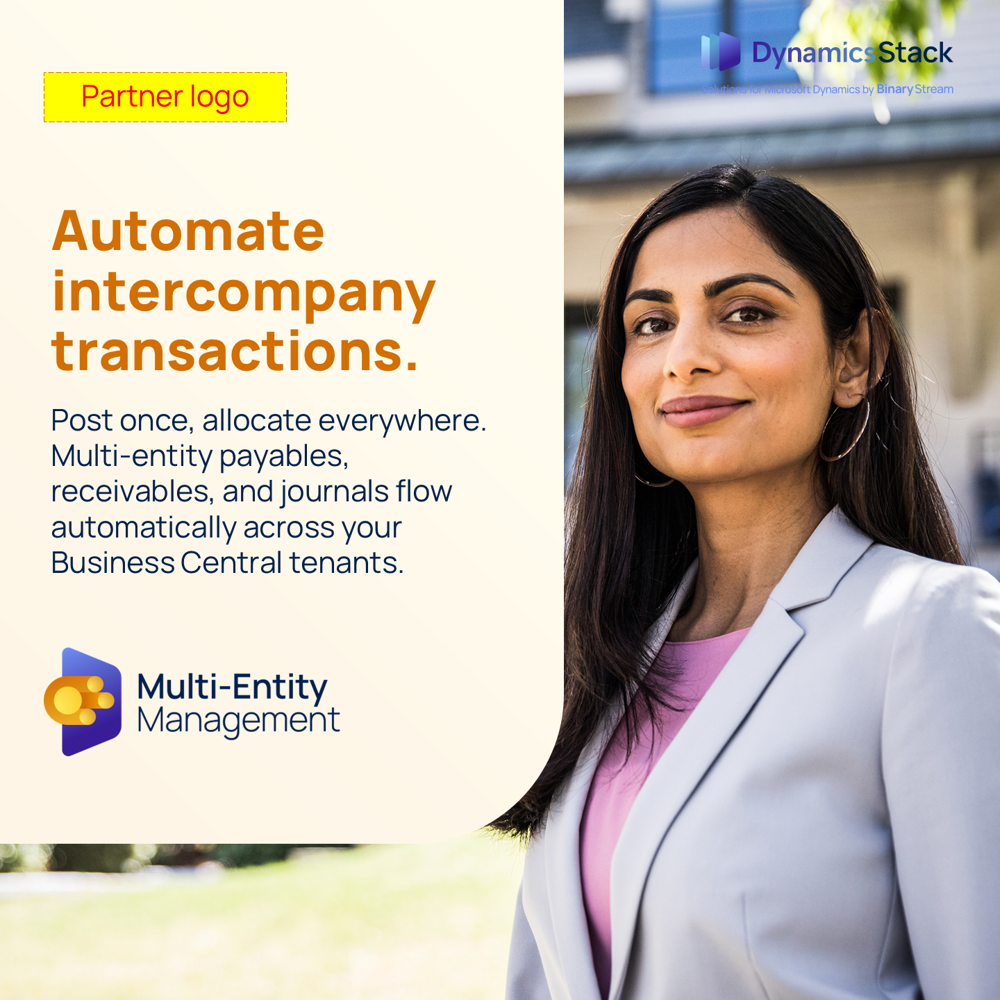 Partner logo
DynamicsStack
Solutions for Microsoft Dynamics by Binary Stream
Automate
intercompany
transactions.
Post once, allocate everywhere.
Multi-entity payables,
receivables, and journals flow
automatically across your
Business Central tenants.
Multi-Entity
Management